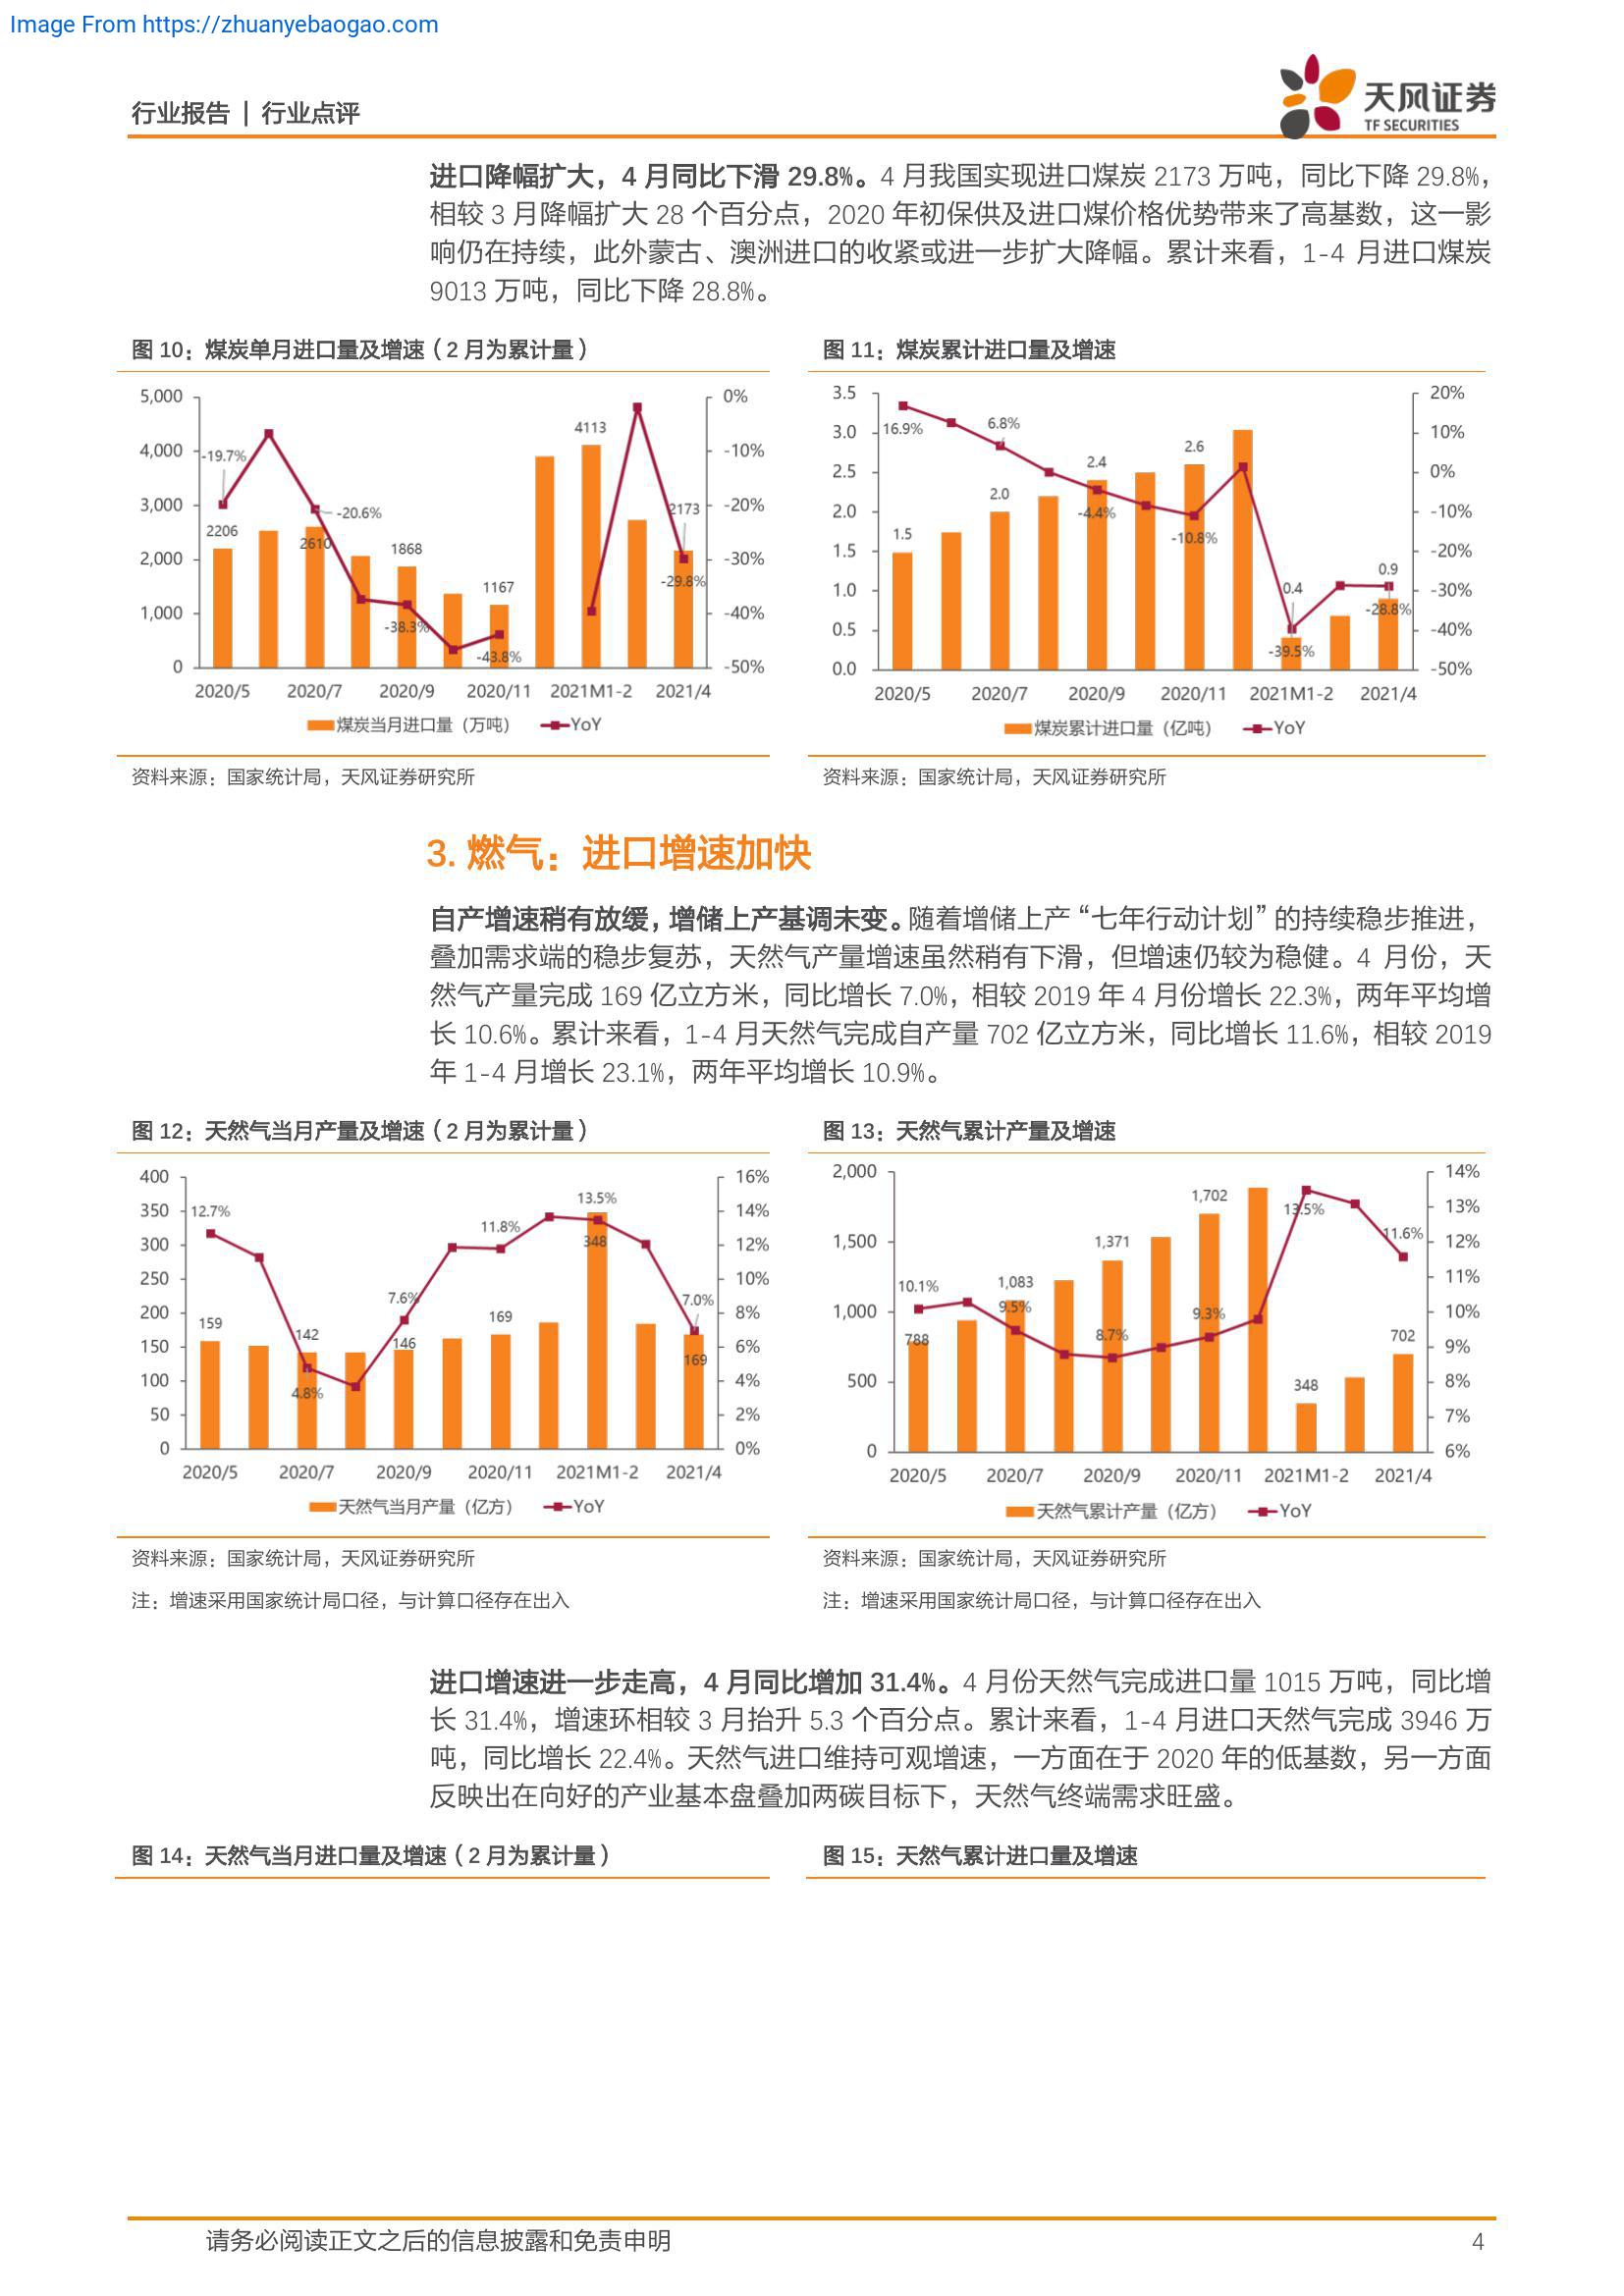 Image From https://zhuanyebaogao.com
行业报告 | 行业点评
天风证券
TF SECURITIES
进口降幅扩大，4 月同比下滑 29.8%。4 月我国实现进口煤炭 2173 万吨，同比下降 29.8%，
相较 3 月降幅扩大 28 个百分点，2020 年初保供及进口煤价格优势带来了高基数，这一影
响仍在持续，此外蒙古、澳洲进口的收紧或进一步扩大降幅。累计来看，1-4 月进口煤炭
9013 万吨，同比下降 28.8%。
图 10：煤炭单月进口量及增速（2 月为累计量）
5,000
4,000
3,000
2,000
1,000
0
0%
-10%
-20%
-30%
-40%
-50%
-19.7%
2206
2610
-20.6%
1868
-38.3%
1167
-43.8%
4113
2173
-29.8%
2020/5 2020/7 2020/9 2020/11 2021M1-2 2021/4
煤炭当月进口量（万吨） YoY
资料来源：国家统计局，天风证券研究所
图 11：煤炭累计进口量及增速
3.5
3.0
2.5
2.0
1.5
1.0
0.5
0.0
20%
10%
0%
-10%
-20%
-30%
-40%
-50%
16.9%
1.5
6.8%
2.0
2.4
-4.4%
2.6
-10.8%
0.4
-39.5%
0.9
-28.8%
2020/5 2020/7 2020/9 2020/11 2021M1-2 2021/4
煤炭累计进口量（亿吨） YoY
资料来源：国家统计局，天风证券研究所
3. 燃气：进口增速加快
自产增速稍有放缓，增储上产基调未变。随着增储上产“七年行动计划”的持续稳步推进，
叠加需求端的稳步复苏，天然气产量增速虽然稍有下滑，但增速仍较为稳健。4 月份，天
然气产量完成 169 亿立方米，同比增长 7.0%，相较 2019 年 4 月份增长 22.3%，两年平均增
长 10.6%。累计来看，1-4 月天然气完成自产量 702 亿立方米，同比增长 11.6%，相较 2019
年 1-4 月增长 23.1%，两年平均增长 10.9%。
图 12：天然气当月产量及增速（2 月为累计量）
400
350
300
250
200
150
100
50
0
16%
14%
12%
10%
8%
6%
4%
2%
0%
12.7%
159
142
4.8%
7.6%
146
11.8%
169
13.5%
348
7.0%
169
2020/5 2020/7 2020/9 2020/11 2021M1-2 2021/4
天然气当月产量（亿方） YoY
资料来源：国家统计局，天风证券研究所
注：增速采用国家统计局口径，与计算口径存在出入
图 13：天然气累计产量及增速
2,000
1,500
1,000
500
0
14%
13%
12%
11%
10%
9%
8%
7%
6%
10.1%
788
1,083
9.5%
1,371
8.7%
1,702
9.3%
13.5%
348
11.6%
702
2020/5 2020/7 2020/9 2020/11 2021M1-2 2021/4
天然气累计产量（亿方） YoY
资料来源：国家统计局，天风证券研究所
注：增速采用国家统计局口径，与计算口径存在出入
进口增速进一步走高，4 月同比增加 31.4%。4 月份天然气完成进口量 1015 万吨，同比增
长 31.4%，增速环相较 3 月抬升 5.3 个百分点。累计来看，1-4 月进口天然气完成 3946 万
吨，同比增长 22.4%。天然气进口维持可观增速，一方面在于 2020 年的低基数，另一方面
反映出在向好的产业基本盘叠加两碳目标下，天然气终端需求旺盛。
图 14：天然气当月进口量及增速（2 月为累计量）
图 15：天然气累计进口量及增速
请务必阅读正文之后的信息披露和免责申明
4